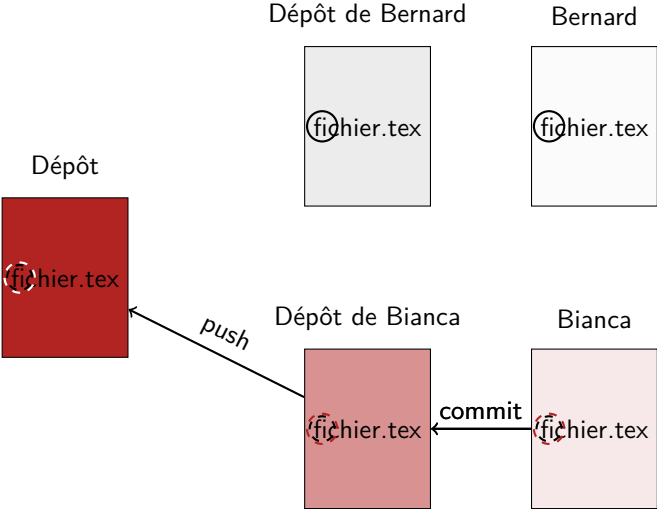 Dépôt de Bernard
Bernard
fichier.tex
fichier.tex
Dépôt
fichier.tex
push
Dépôt de Bianca
Bianca
commit
fichier.tex
fichier.tex